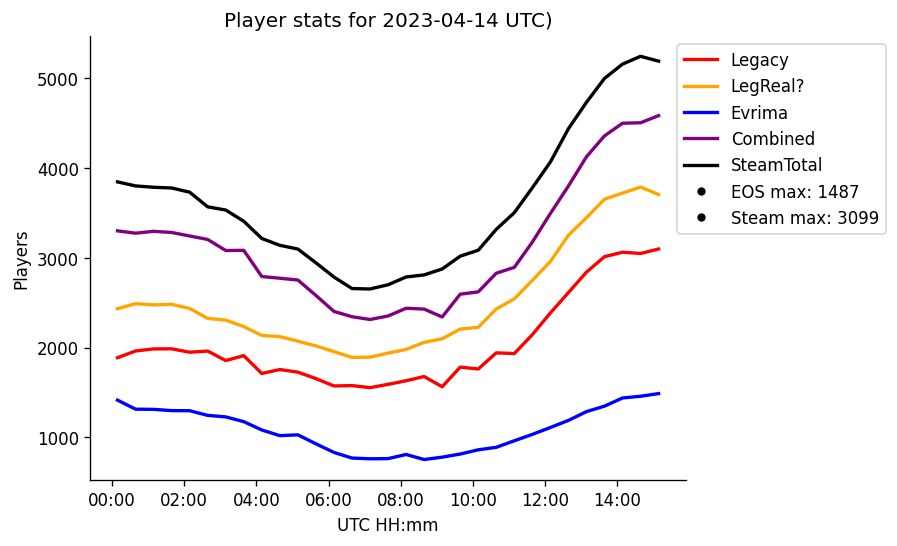 Player stats for 2023-04-14 UTC)
Legacy
LegReal?
Evrima
Combined
SteamTotal
EOS max: 1487
Steam max: 3099
Players
5000
4000
3000
2000
1000
00:00 02:00 04:00 06:00 08:00 10:00 12:00 14:00
UTC HH:mm